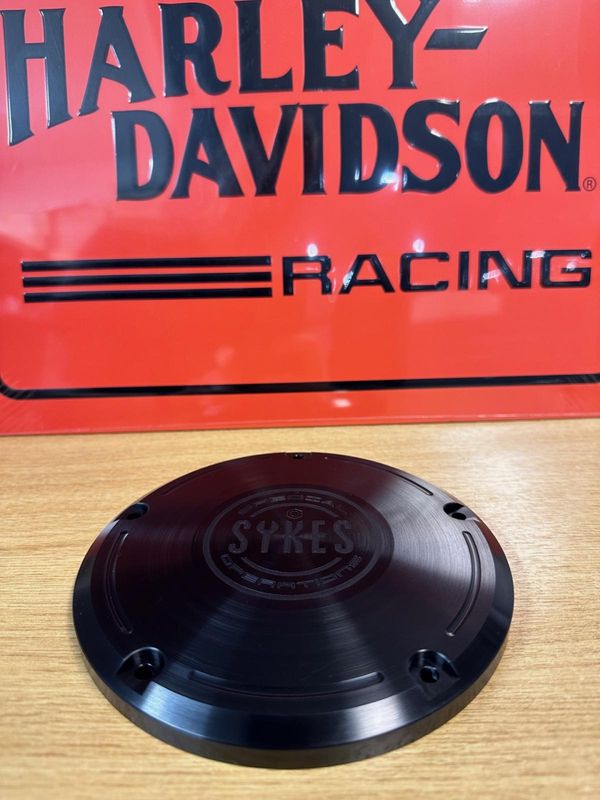 HARLEY-
DAVIDSON®
RACING
SPECIAL
SYKES
OPERATIONS